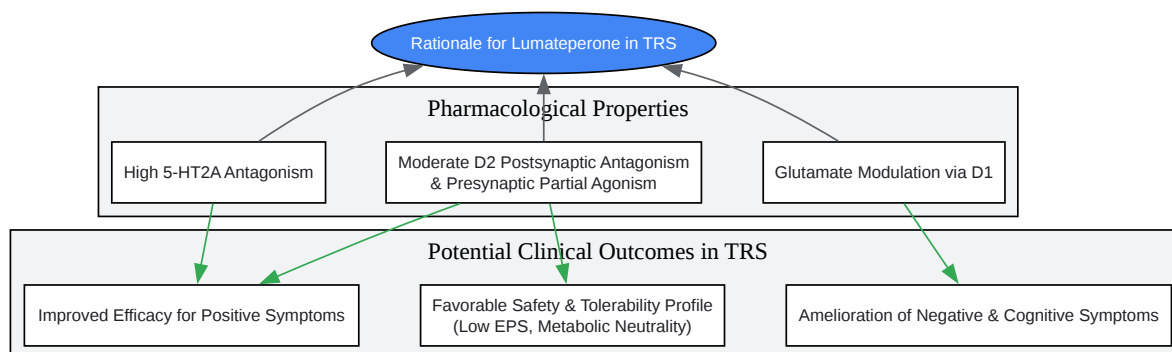 Rationale for Lumateperone in TRS
Pharmacological Properties
High 5-HT2A Antagonism
Moderate D2 Postsynaptic Antagonism
& Presynaptic Partial Agonism
Glutamate Modulation via D1
Potential Clinical Outcomes in TRS
Improved Efficacy for Positive Symptoms
Favorable Safety & Tolerability Profile
(Low EPS, Metabolic Neutrality)
Amelioration of Negative & Cognitive Symptoms